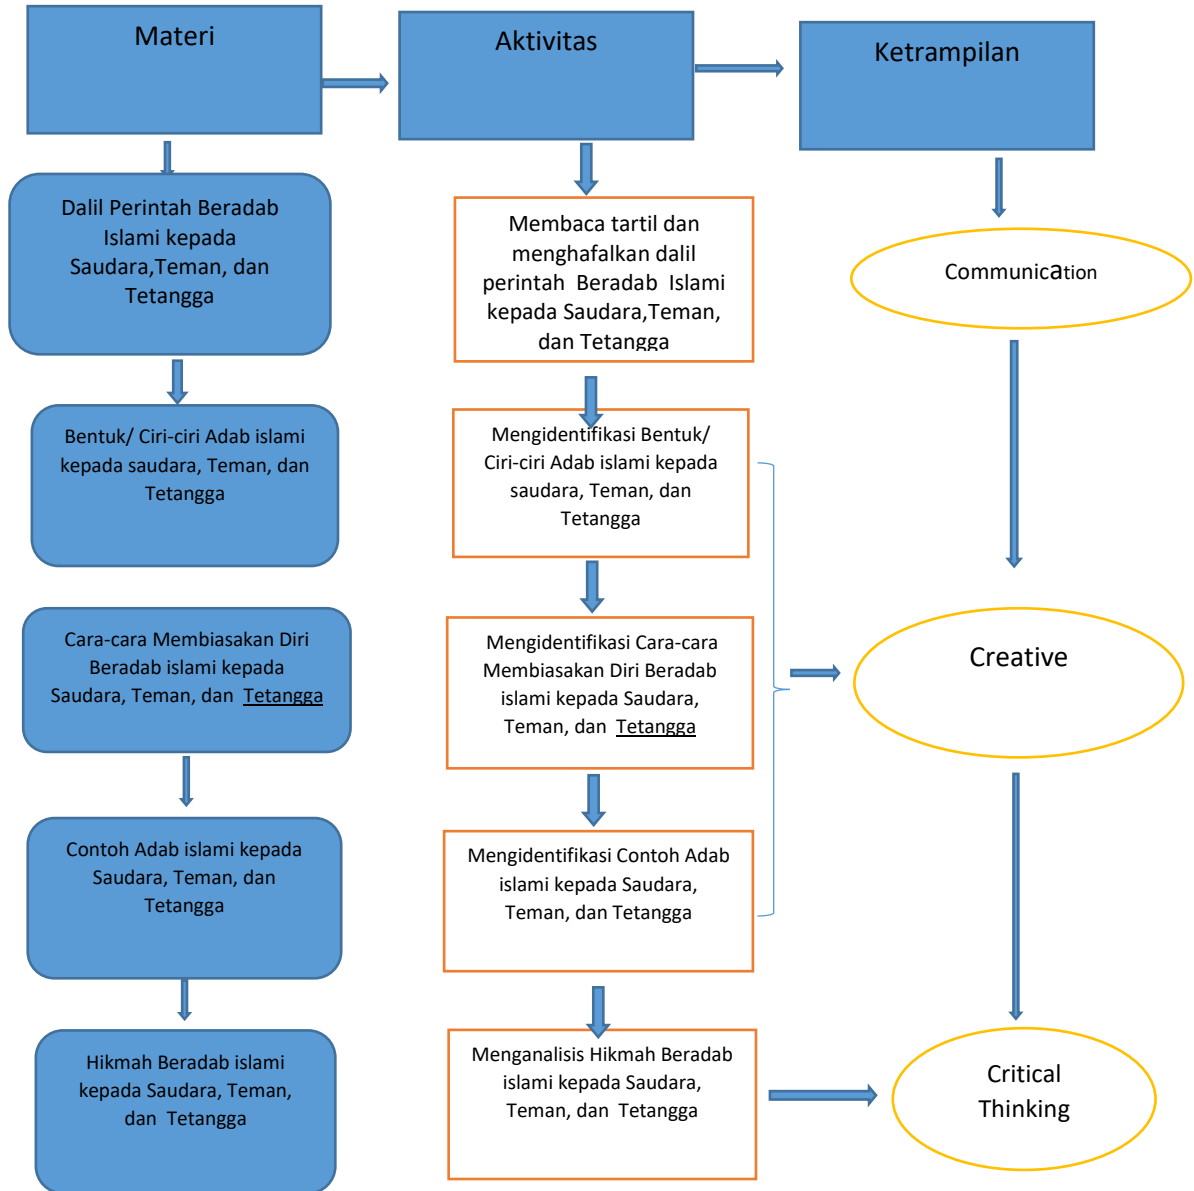 Materi
Aktivitas
Ketrampilan
Dalil Perintah Beradab
Islami kepada
Saudara,Teman, dan
Tetangga
Membaca tartil dan
menghafalkan dalil
perintah Beradab Islami
kepada Saudara,Teman,
dan Tetangga
Communication
Bentuk/ Ciri-ciri Adab islami
kepada saudara, Teman, dan
Tetangga
Mengidentifikasi Bentuk/
Ciri-ciri Adab islami kepada
saudara, Teman, dan
Tetangga
Cara-cara Membiasakan Diri
Beradab islami kepada
Saudara, Teman, dan Tetangga
Mengidentifikasi Cara-cara
Membiasakan Diri Beradab
islami kepada Saudara,
Teman, dan Tetangga
Creative
Contoh Adab islami kepada
Saudara, Teman, dan
Tetangga
Mengidentifikasi Contoh Adab
islami kepada Saudara,
Teman, dan Tetangga
Hikmah Beradab islami
kepada Saudara, Teman,
dan Tetangga
Menganalisis Hikmah Beradab
islami kepada Saudara,
Teman, dan Tetangga
Critical
Thinking